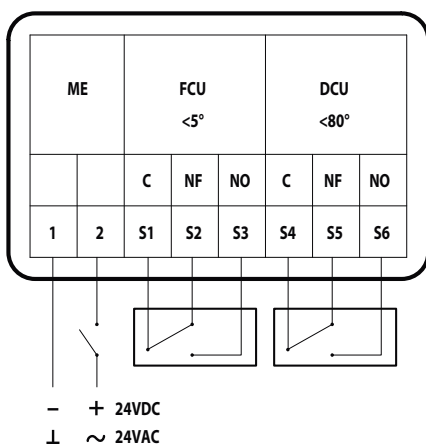 ME FCU DCU
<5° <80°
C NF NO C NF NO
1 2 S1 S2 S3 S4 S5 S6
− + 24VDC
⊥ ~ 24VAC